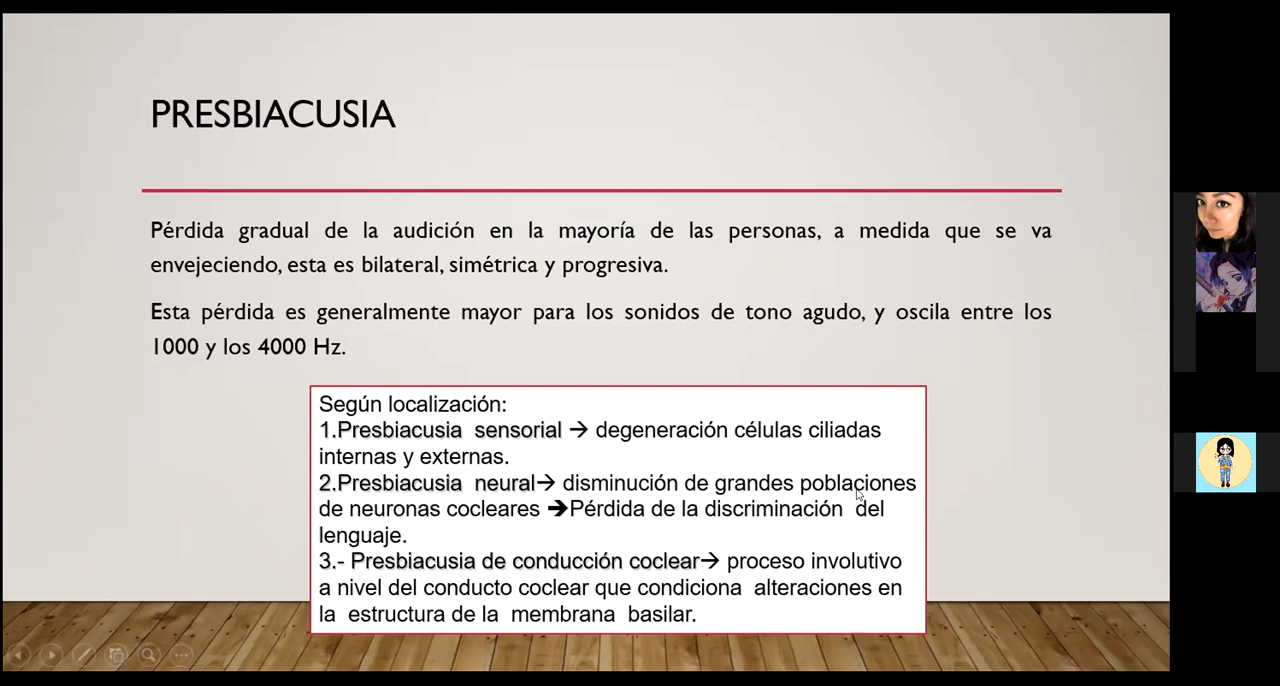 PRESBIACUSIA
Pérdida gradual de la audición en la mayoría de las personas, a medida que se va
envejeciendo, esta es bilateral, simétrica y progresiva.
Esta pérdida es generalmente mayor para los sonidos de tono agudo, y oscila entre los
1000 y los 4000 Hz.
Según localización:
1.Presbiacusia sensorial → degeneración células ciliadas
internas y externas.
2.Presbiacusia neural→ disminución de grandes poblaciones
de neuronas cocleares →Pérdida de la discriminación del
lenguaje.
3.- Presbiacusia de conducción coclear→ proceso involutivo
a nivel del conducto coclear que condiciona alteraciones en
la estructura de la membrana basilar.